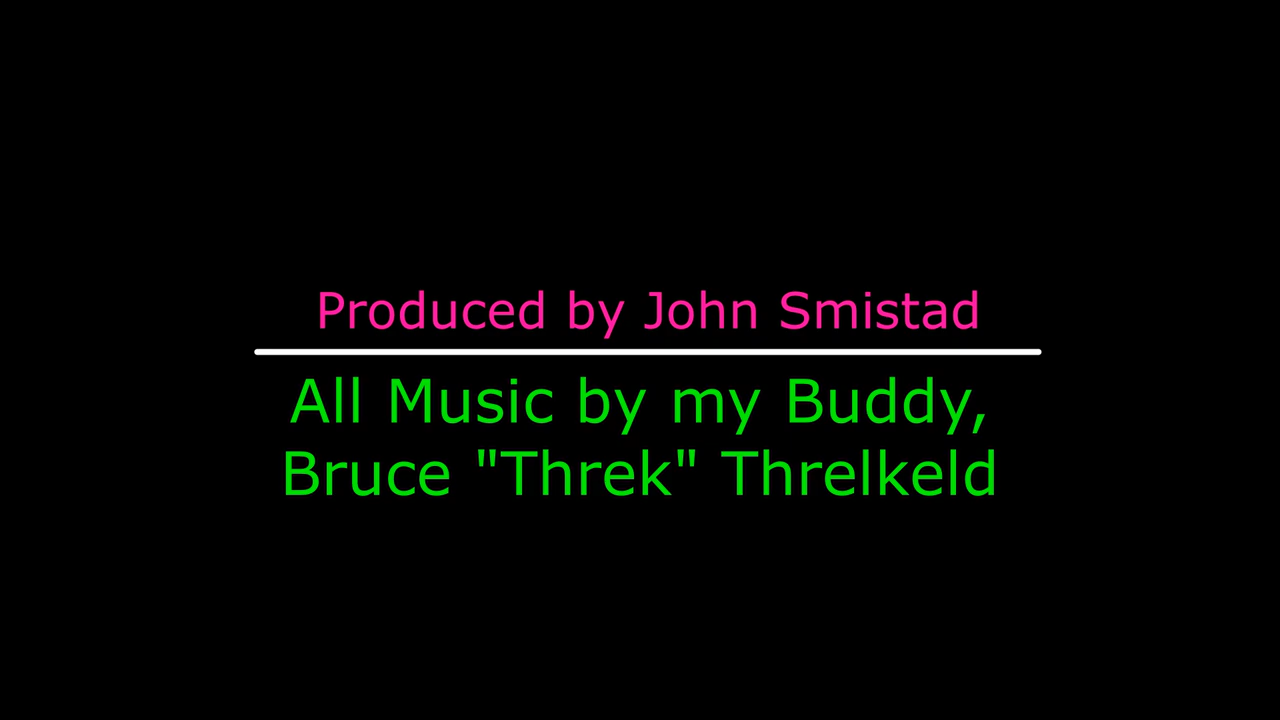 Produced by John Smistad
All Music by my Buddy,
Bruce "Threk" Threlkeld